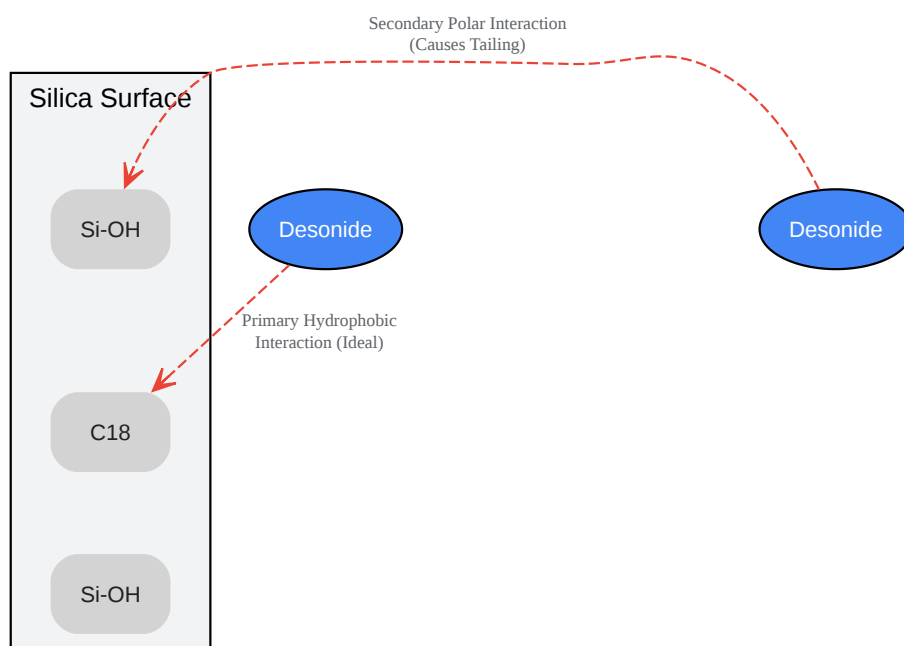 Secondary Polar Interaction
(Causes Tailing)
Silica Surface
Si-OH
Desonide
Desonide
Primary Hydrophobic
Interaction (Ideal)
C18
Si-OH